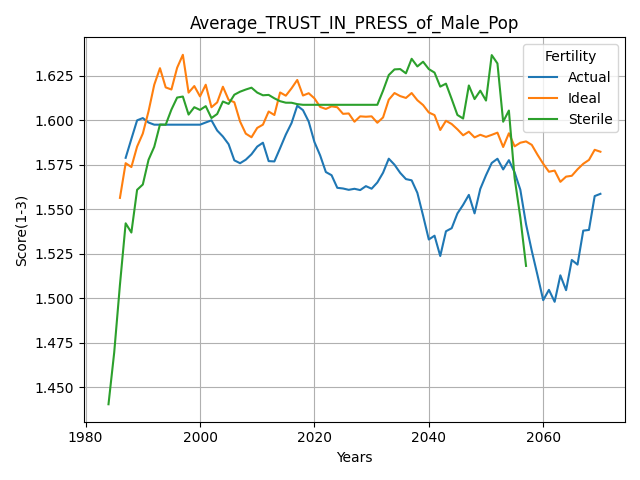 Average_TRUST_IN_PRESS_of_Male_Pop
Fertility
Actual
Ideal
Sterile
Score(1-3)
1.625
1.600
1.575
1.550
1.525
1.500
1.475
1.450
1980
2000
2020
2040
2060
Years